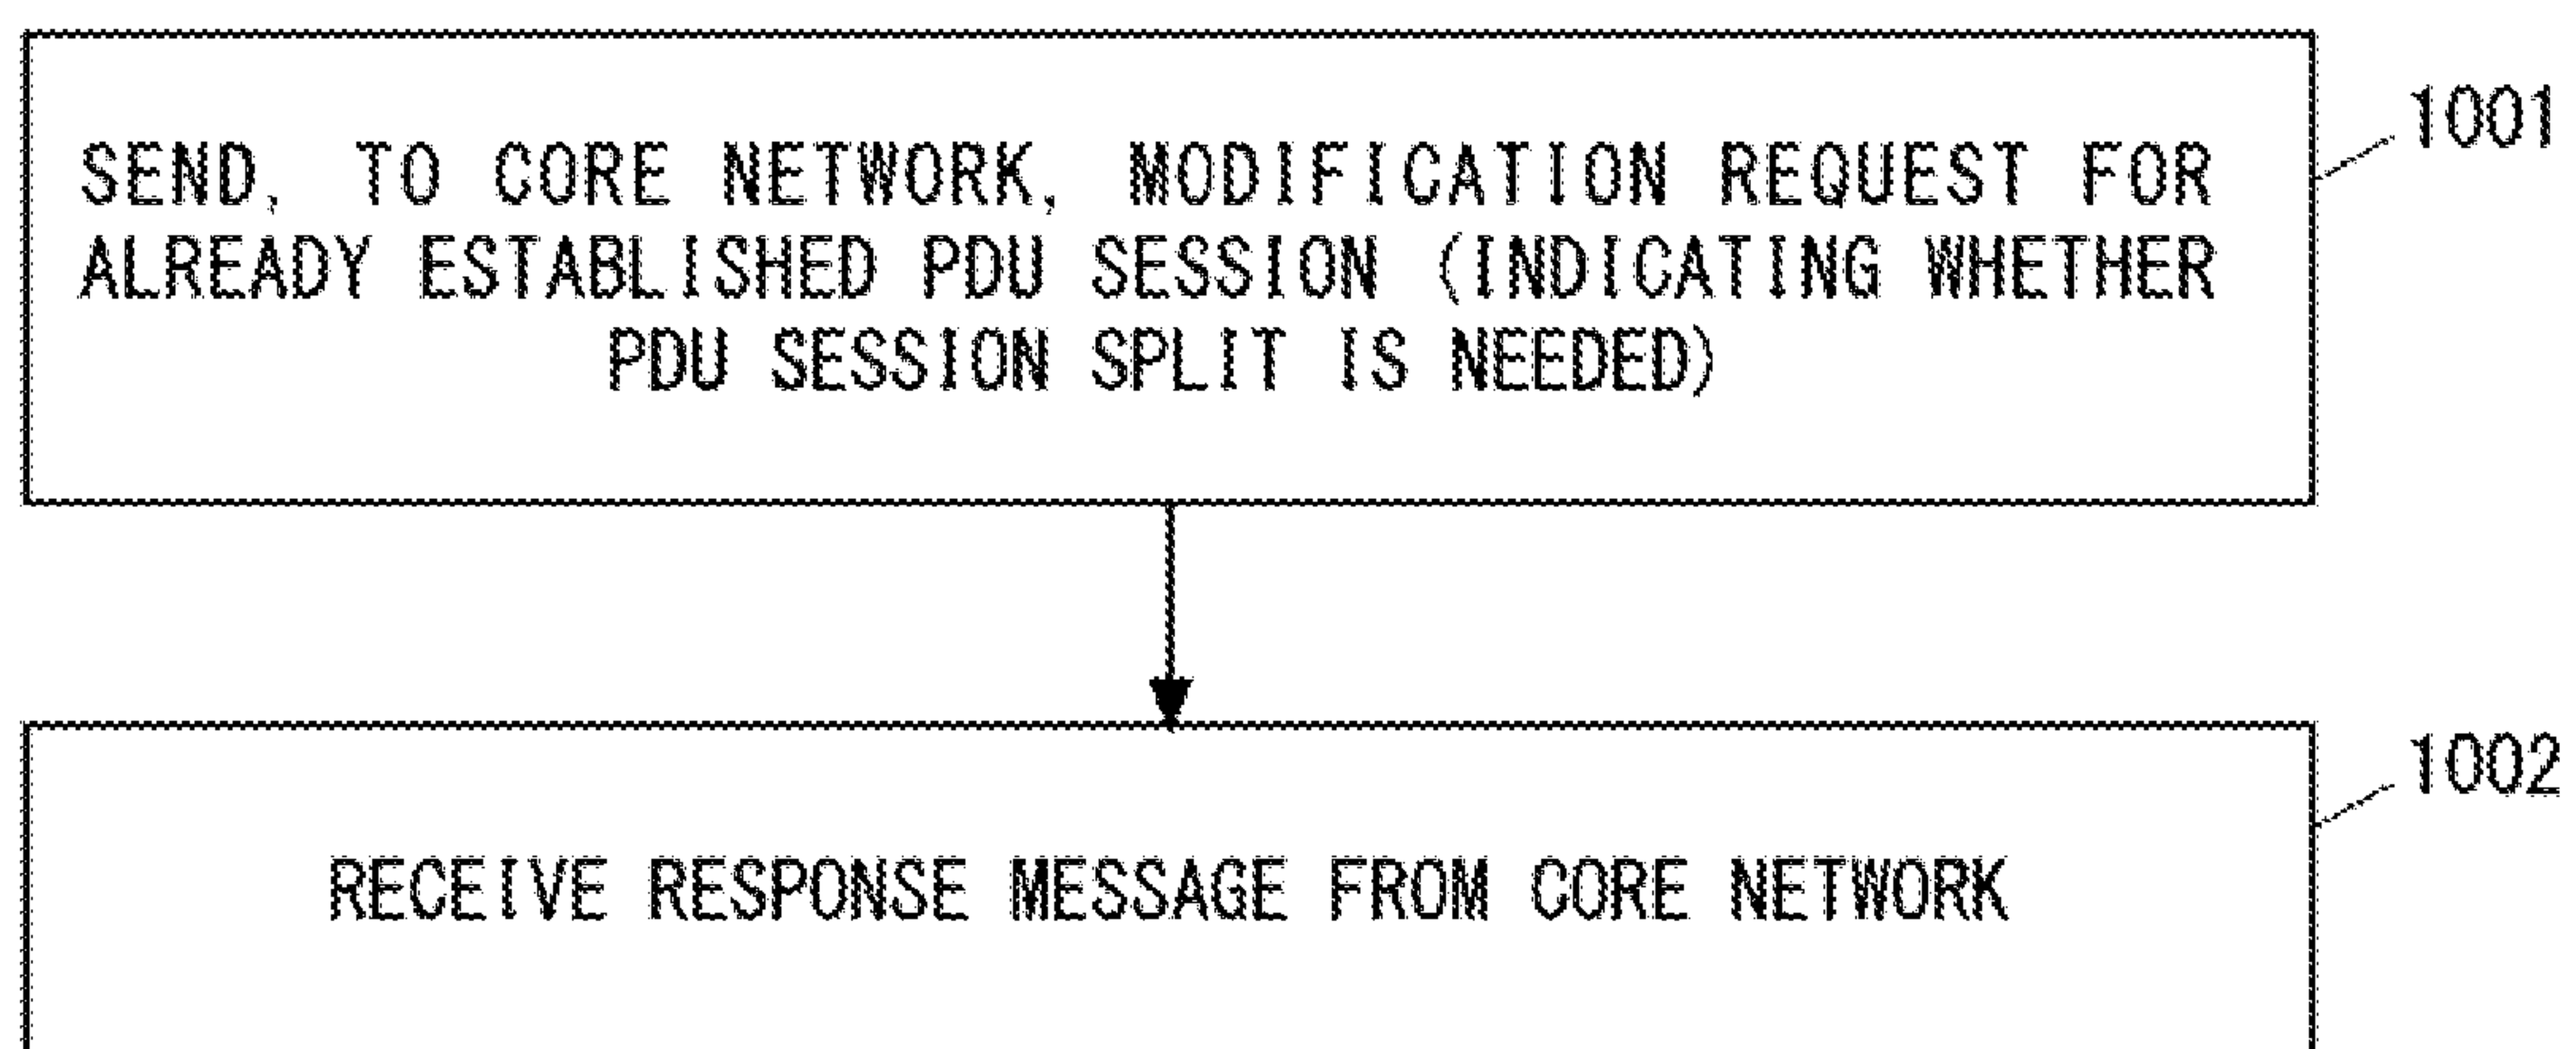 SEND, TO CORE NETWORK, MODIFICATION REQUEST FOR
ALREADY ESTABLISHED PDU SESSION (INDICATING WHETHER
PDU SESSION SPLIT IS NEEDED)
1001
RECEIVE RESPONSE MESSAGE FROM CORE NETWORK
1002